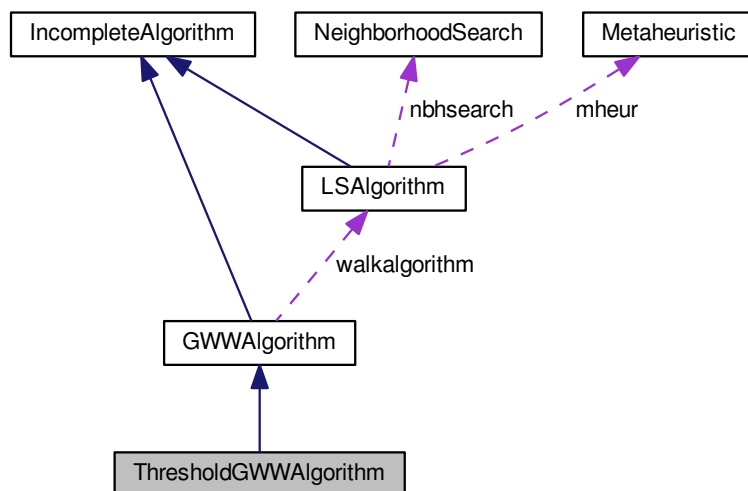 IncompleteAlgorithm
NeighborhoodSearch
Metaheuristic
nbhsearch
mheur
LSAlgorithm
walkalgorithm
GWWAlgorithm
ThresholdGWWAlgorithm